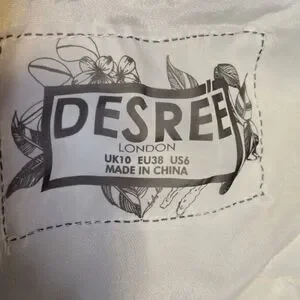 DESRÉE
LONDON
UK10 EU38 US6
MADE IN CHINA